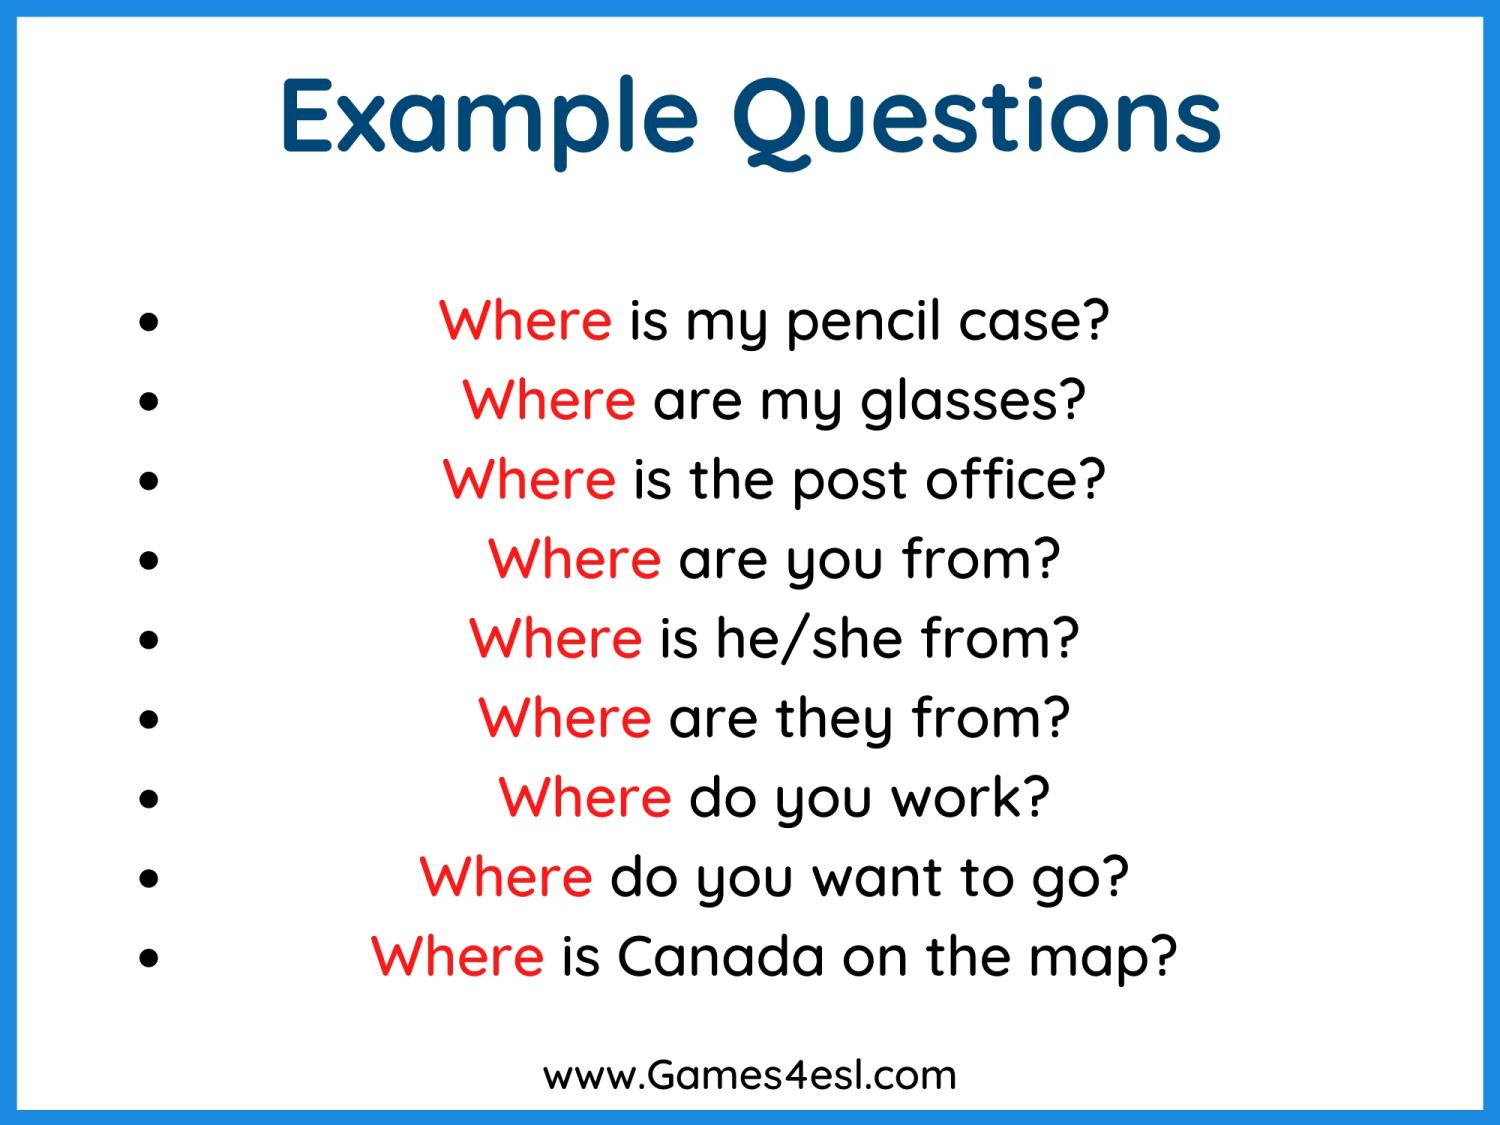 Example Questions
• Where is my pencil case?
• Where are my glasses?
• Where is the post office?
• Where are you from?
• Where is he/she from?
• Where are they from?
• Where do you work?
• Where do you want to go?
• Where is Canada on the map?
www.Games4esl.com